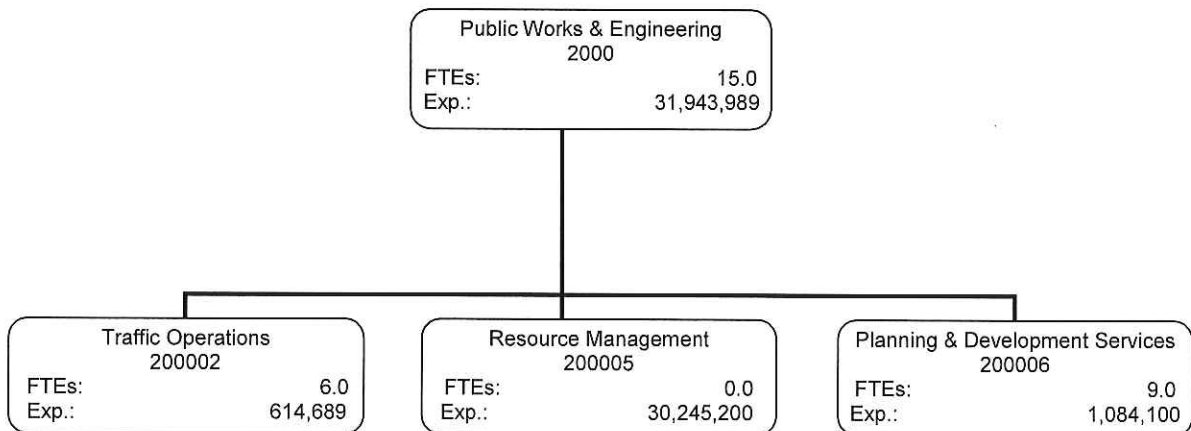 Public Works & Engineering
2000
FTEs: 15.0
Exp.: 31,943,989
Traffic Operations
200002
FTEs: 6.0
Exp.: 614,689
Resource Management
200005
FTEs: 0.0
Exp.: 30,245,200
Planning & Development Services
200006
FTEs: 9.0
Exp.: 1,084,100